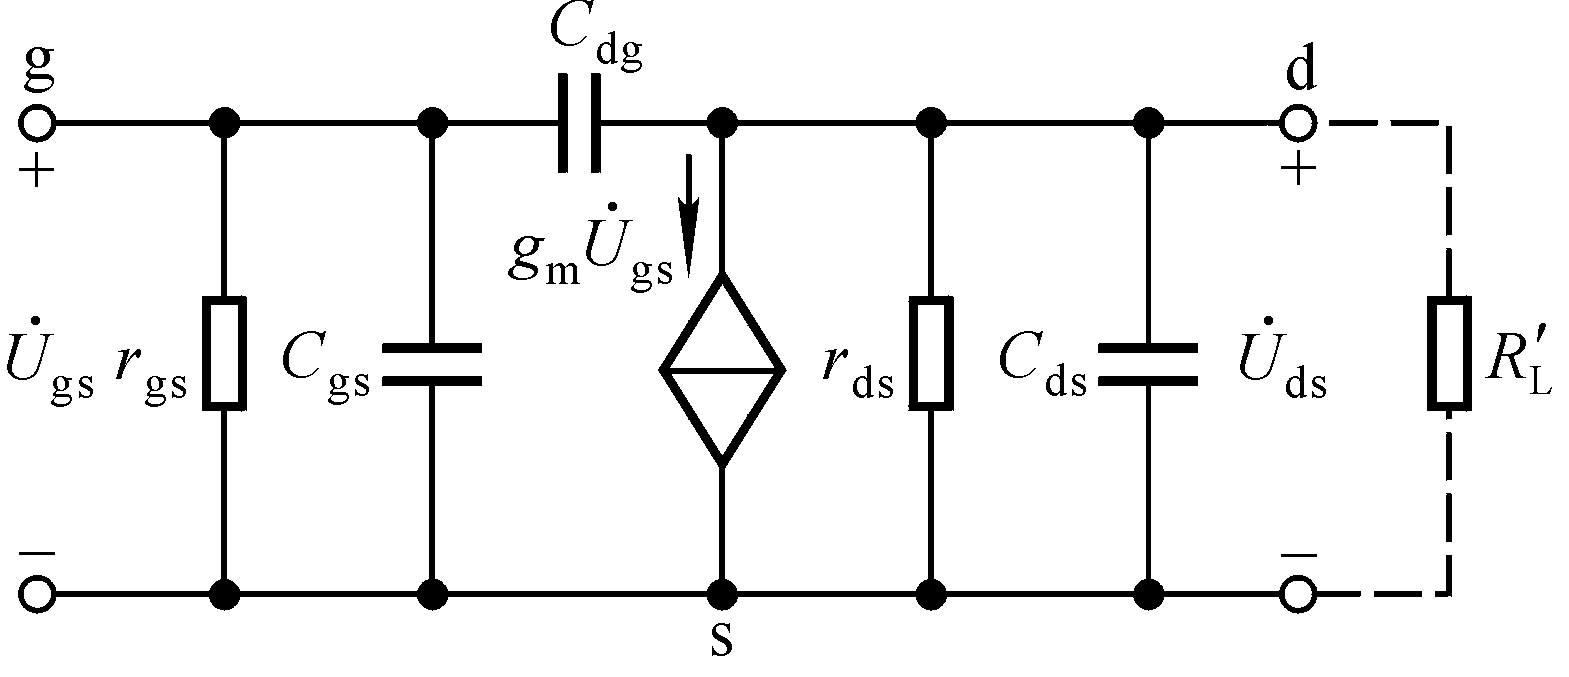 C_dg
g
d
+
+
g_m U̇_gs
U̇_gs
r_gs
C_gs
r_ds
C_ds
U̇_ds
R′_L
−
−
s